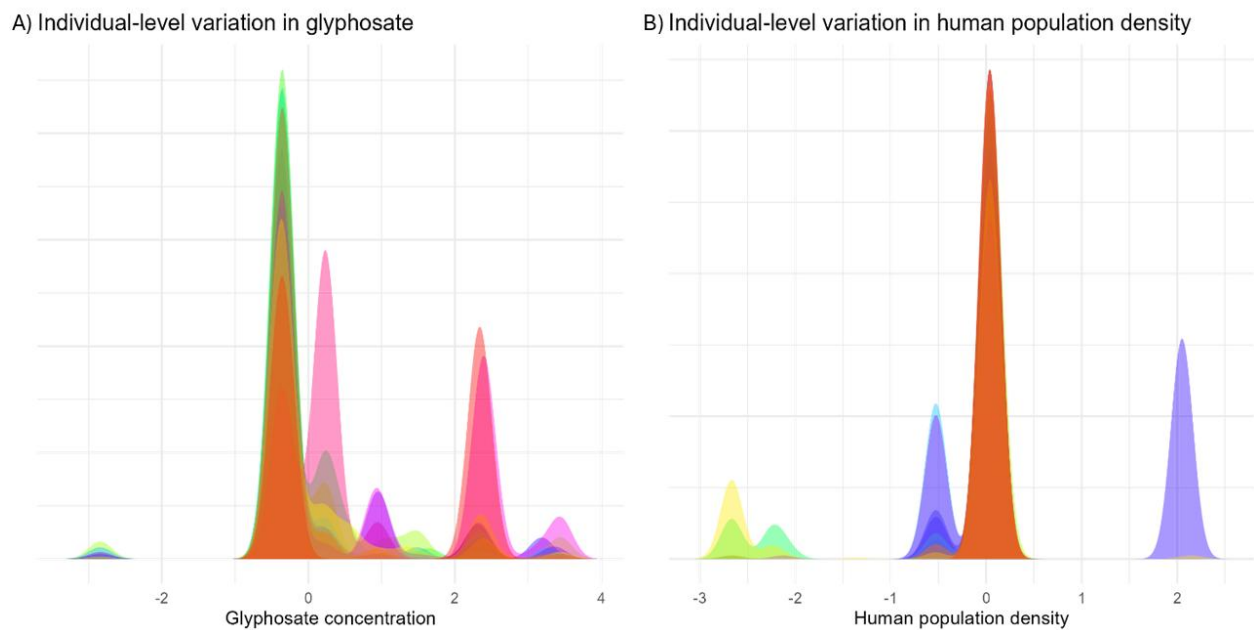 A) Individual-level variation in glyphosate
-2 0 2 4
Glyphosate concentration
B) Individual-level variation in human population density
-3 -2 -1 0 1 2
Human population density